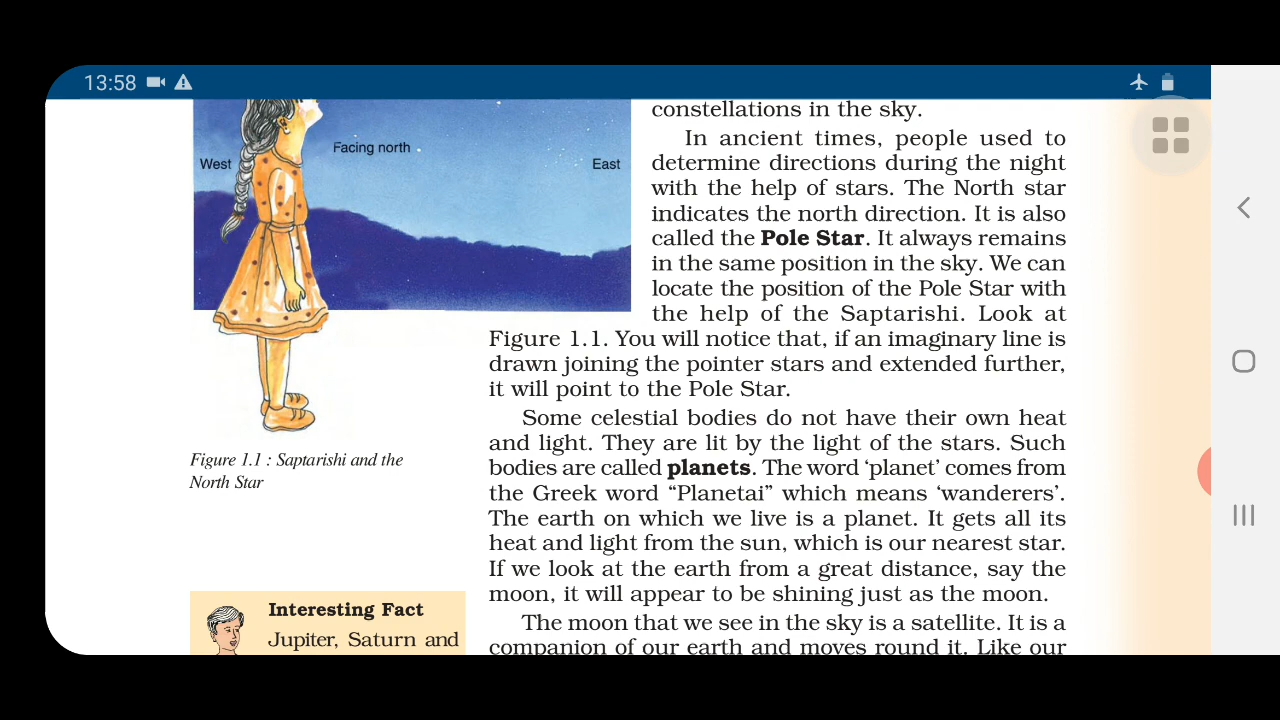 13:58
constellations in the sky.
In ancient times, people used to
determine directions during the night
with the help of stars. The North star
indicates the north direction. It is also
called the Pole Star. It always remains
in the same position in the sky. We can
locate the position of the Pole Star with
the help of the Saptarishi. Look at
Figure 1.1. You will notice that, if an imaginary line is
drawn joining the pointer stars and extended further,
it will point to the Pole Star.
West
Facing north
East
Figure 1.1 : Saptarishi and the
North Star
Some celestial bodies do not have their own heat
and light. They are lit by the light of the stars. Such
bodies are called planets. The word ‘planet’ comes from
the Greek word “Planetai” which means ‘wanderers’.
The earth on which we live is a planet. It gets all its
heat and light from the sun, which is our nearest star.
If we look at the earth from a great distance, say the
moon, it will appear to be shining just as the moon.
The moon that we see in the sky is a satellite. It is a
companion of our earth and moves round it. Like our
Interesting Fact
Jupiter, Saturn and